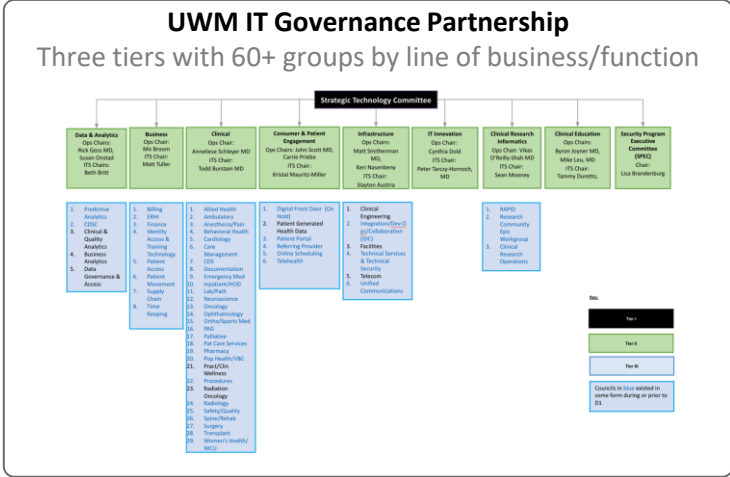 UWM IT Governance Partnership
Three tiers with 60+ groups by line of business/function
Strategic Technology Committee
Data & Analytics
Ops Chairs:
Rick Goss MD,
Susan Onstad
ITS Chairs:
Beth Britt
Business
Ops Chair:
Mo Broom
ITS Chair:
Matt Tuller
Clinical
Ops Chair:
Anneliese Schleyer MD
ITS Chair:
Todd Burstain MD
Consumer & Patient
Engagement
Ops Chairs: John Scott MD,
Carrie Priebe
ITS Chair:
Kristal Mauritz-Miller
Infrastructure
Ops Chairs:
Matt Smitherman
MD,
Keri Nasenbeny
ITS Chair:
Slayton Austria
IT Innovation
Ops Chair:
Cynthia Dold
ITS Chair:
Peter Tarczy-Hornoch, MD
Clinical Research
Informatics
Ops Chair: Vikas
O'Reilly-Shah MD
ITS Chair:
Sean Mooney
Clinical Education
Ops Chairs:
Byron Joyner MD,
Mike Leu, MD
ITS Chair:
Tammy Duretto,
Security Program
Executive
Committee
(SPEC)
Chair:
Lisa Brandenburg
1. Predictive
Analytics
2. CDSC
3. Clinical &
Quality
Analytics
4. Business
Analytics
5. Data
Governance &
Access
1. Billing
2. ERHI
3. Finance
4. Identity
Access &
Training
Technology
5. Patient
Access
6. Patient
Movement
7. Supply
Chain
8. Time
Keeping
1. Allied Health
2. Ambulatory
3. Anesthesia/Pain
4. Behavioral Health
5. Cardiology
6. Care
Management
7. CDS
8. Documentation
9. Emergency Med
10. Inpatient/HOD
11. Lab/Path
12. Neuroscience
13. Oncology
14. Ophthalmology
15. Ortho/Sports Med
16. PAG
17. Palliative
18. Pat Care Services
19. Pharmacy
20. Pop Health/VBC
21. Pract/Clin
Wellness
22. Procedures
23. Radiation
Oncology
24. Radiology
25. Safety/Quality
26. Spine/Rehab
27. Surgery
28. Transplant
29. Women's Health/
NICU
1. Digital Front Door (On
Hold)
2. Patient Generated
Health Data
3. Patient Portal
4. Referring Provider
5. Online Scheduling
6. Telehealth
1. Clinical
Engineering
2. Integration/Dev-O
ps/Collaboration
(IDC)
3. Facilities
4. Technical Services
& Technical
Security
5. Telecom
6. Unified
Communications
1. RAPID
2. Research
Community
Epic
Workgroup
3. Clinical
Research
Operations
Key:
Tier I
Tier II
Tier III
Councils in blue existed in
some form during or prior to
D1